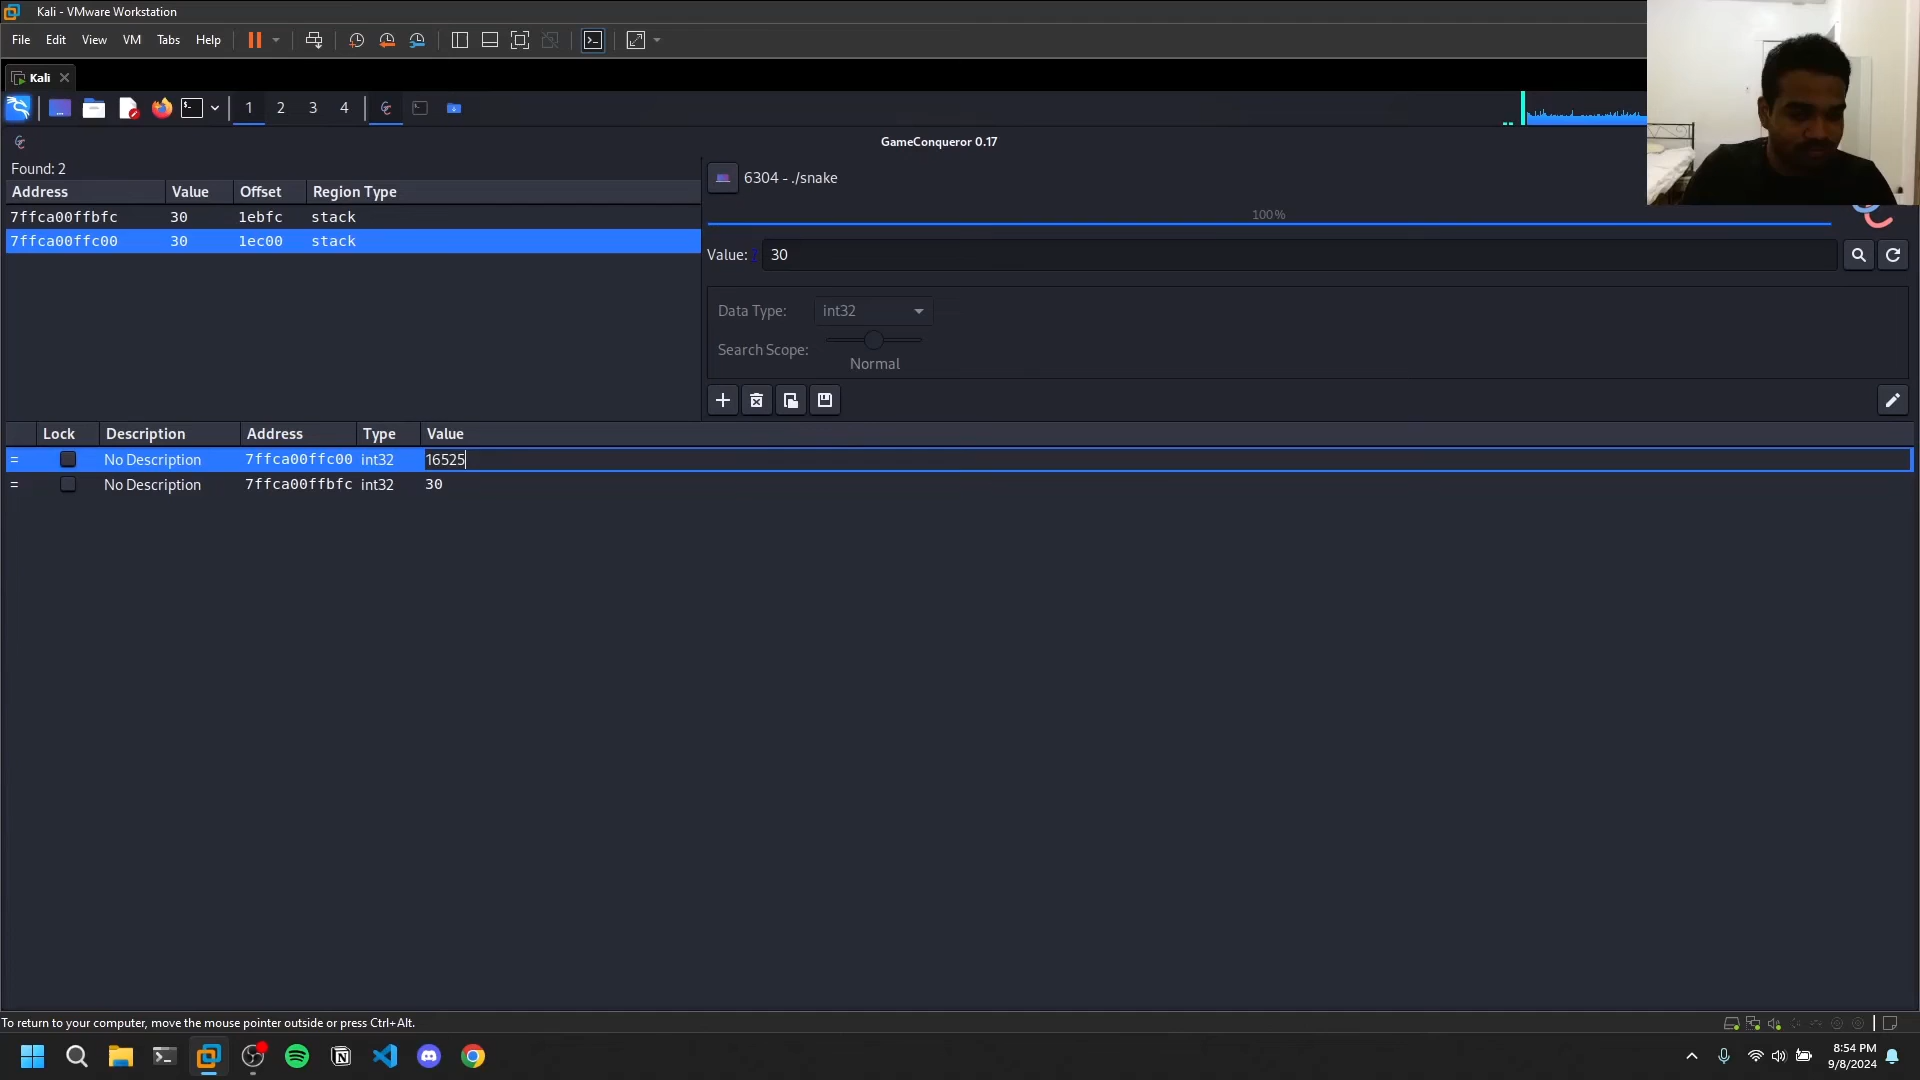 Kali - VMware Workstation
File Edit View VM Tabs Help
Kali
1 2 3 4
GameConqueror 0.17
Found: 2
Address Value Offset Region Type
7ffca00ffbfc 30 1ebfc stack
7ffca00ffc00 30 1ec00 stack
6304 - ./snake
100%
Value: 30
Data Type: int32
Search Scope:
Normal
Lock Description Address Type Value
= No Description 7ffca00ffc00 int32 16525
= No Description 7ffca00ffbfc int32 30
To return to your computer, move the mouse pointer outside or press Ctrl+Alt.
8:54 PM
9/8/2024